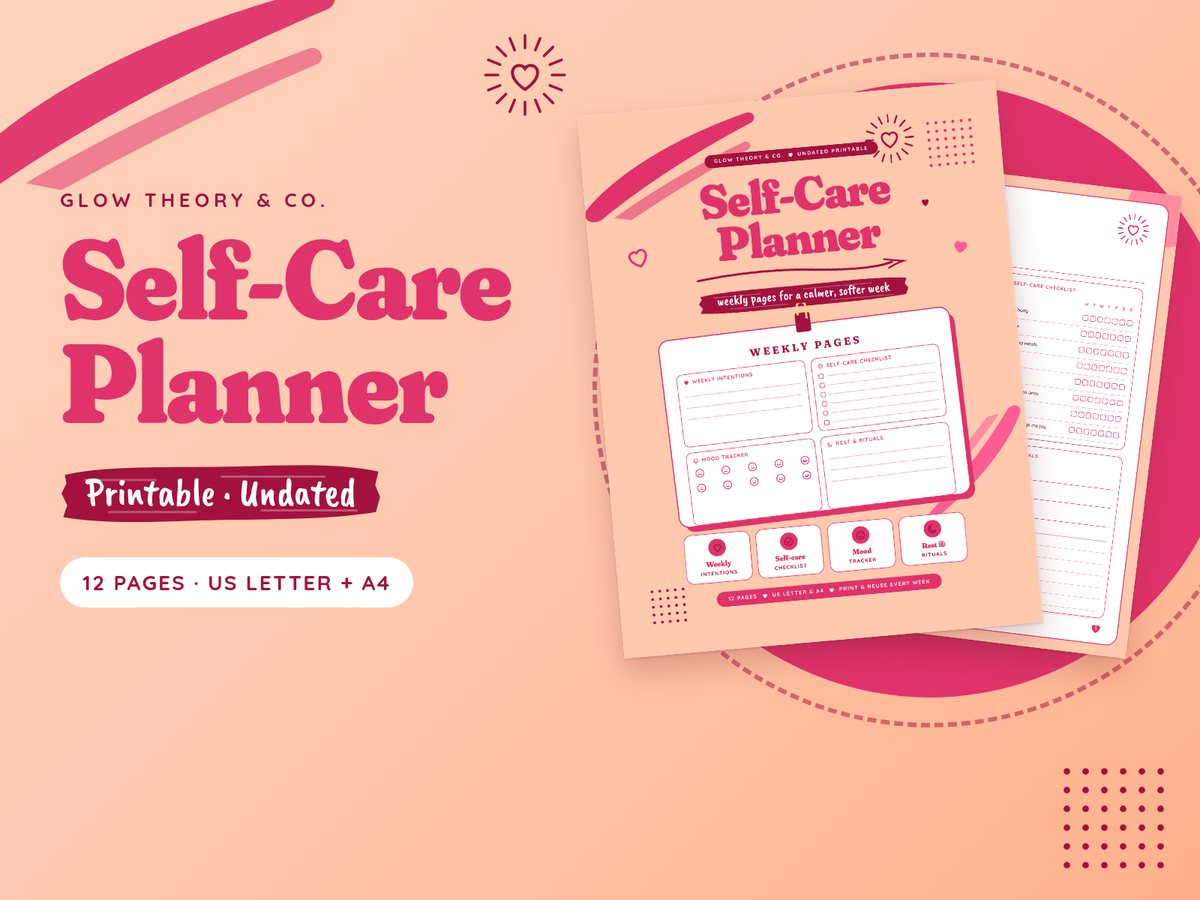 GLOW THEORY & CO.
Self-Care
Planner
Printable · Undated
12 PAGES · US LETTER + A4
GLOW THEORY & CO. ♥ UNDATED PRINTABLE
Self-Care
Planner
weekly pages for a calmer, softer week
WEEKLY PAGES
WEEKLY INTENTIONS
SELF-CARE CHECKLIST
MOOD TRACKER
REST & RITUALS
Weekly
INTENTIONS
Self-care
CHECKLIST
Mood
TRACKER
Rest &
RITUALS
12 PAGES ♥ US LETTER & A4 ♥ PRINT & REUSE EVERY WEEK
SELF-CARE CHECKLIST
M T W T F S S